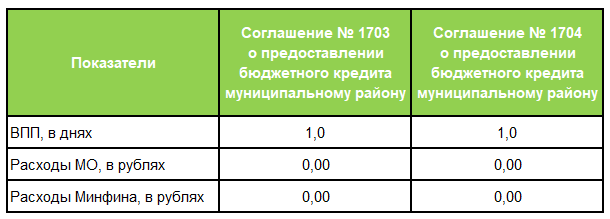 Показатели
Соглашение № 1703
о предоставлении
бюджетного кредита
муниципальному району
Соглашение № 1704
о предоставлении
бюджетного кредита
муниципальному району
ВПП, в днях 1,0 1,0
Расходы МО, в рублях 0,00 0,00
Расходы Минфина, в рублях 0,00 0,00